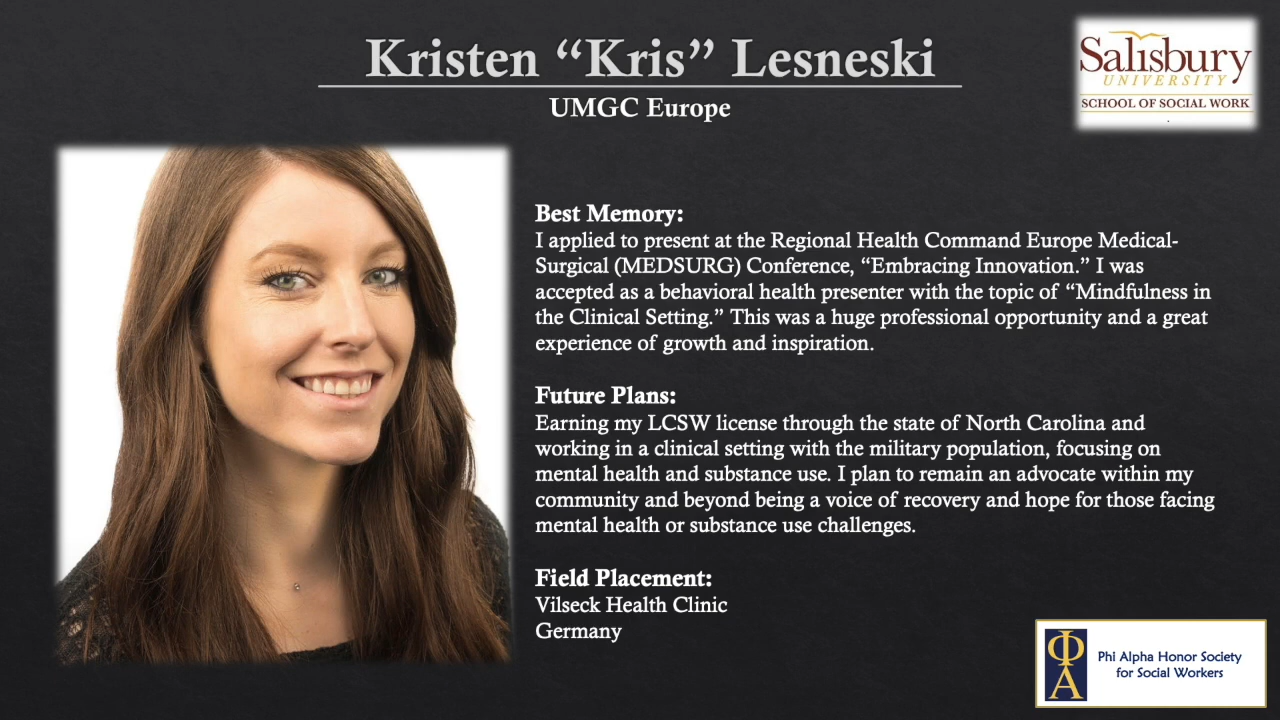 Kristen “Kris” Lesneski
UMGC Europe
Salisbury
UNIVERSITY
SCHOOL OF SOCIAL WORK
Best Memory:
I applied to present at the Regional Health Command Europe Medical-
Surgical (MEDSURG) Conference, “Embracing Innovation.” I was
accepted as a behavioral health presenter with the topic of “Mindfulness in
the Clinical Setting.” This was a huge professional opportunity and a great
experience of growth and inspiration.
Future Plans:
Earning my LCSW license through the state of North Carolina and
working in a clinical setting with the military population, focusing on
mental health and substance use. I plan to remain an advocate within my
community and beyond being a voice of recovery and hope for those facing
mental health or substance use challenges.
Field Placement:
Vilseck Health Clinic
Germany
ΦΑ
Phi Alpha Honor Society
for Social Workers